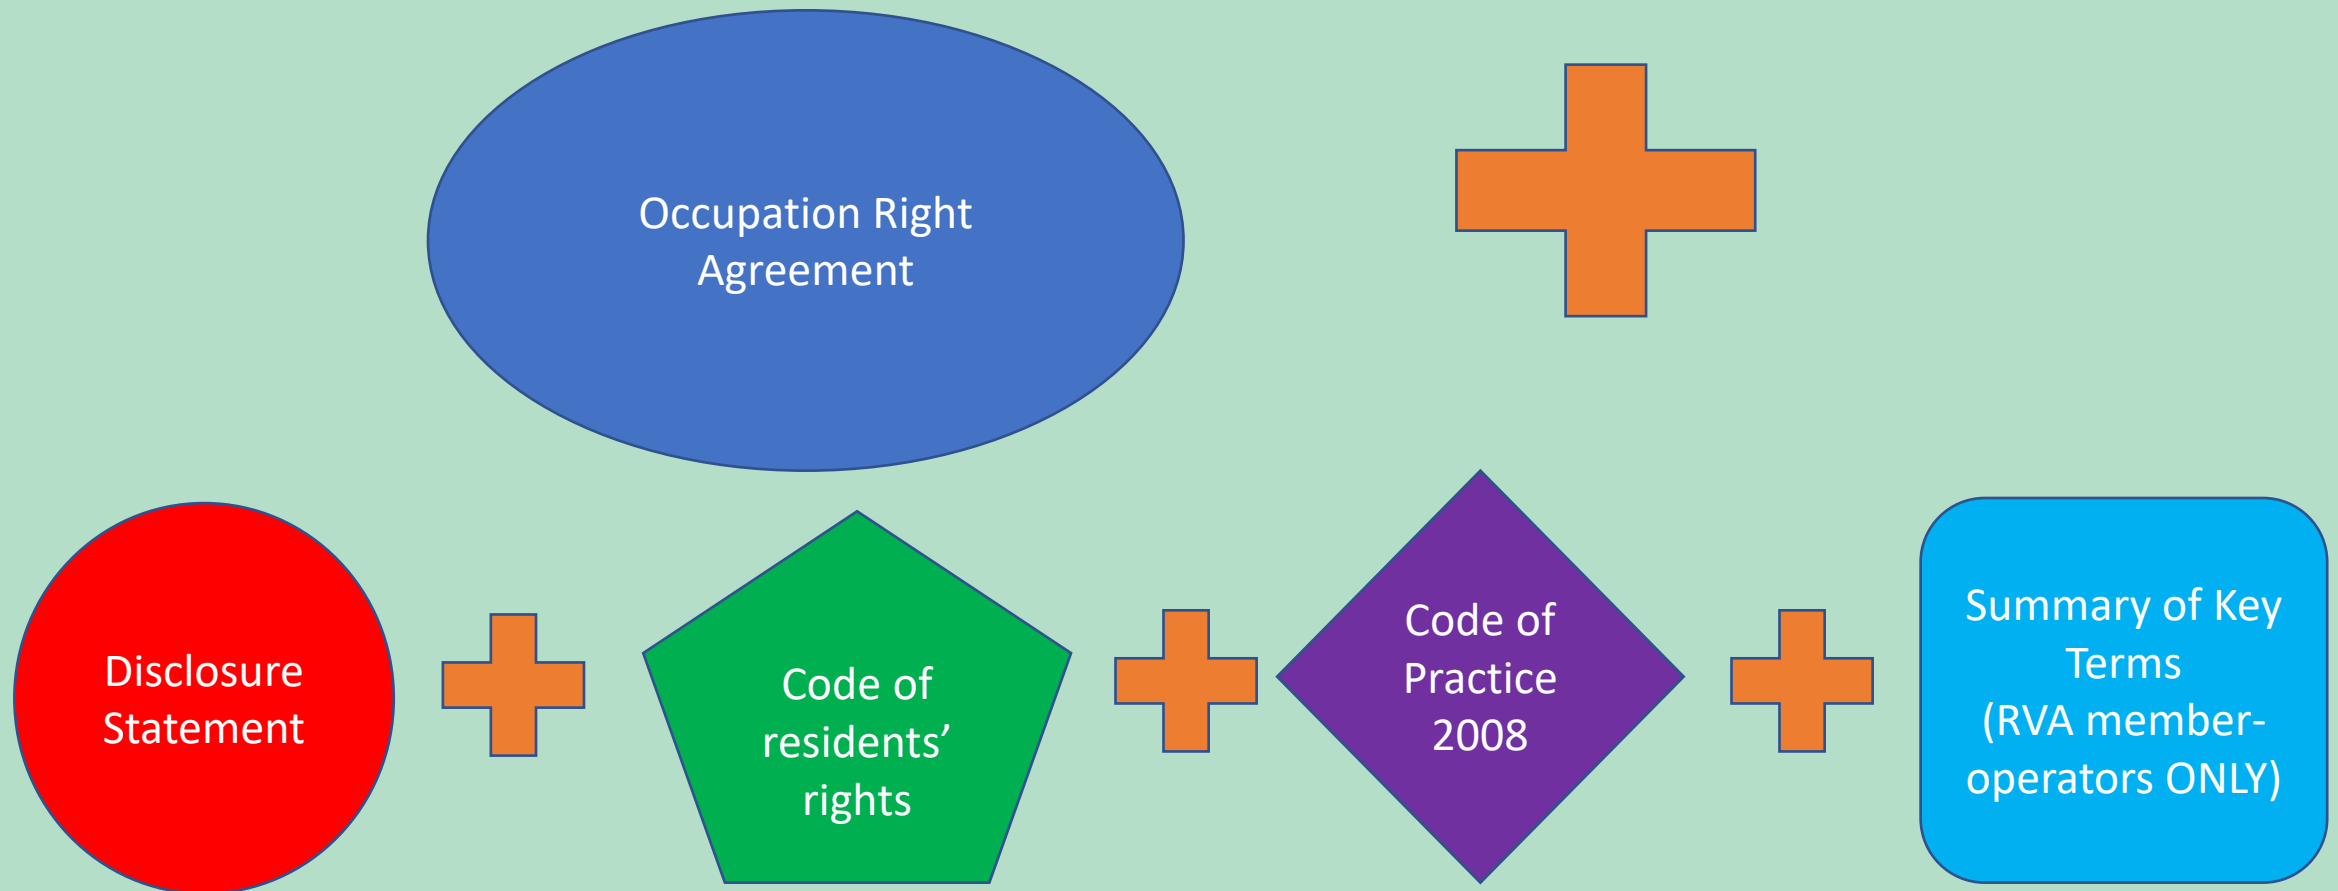 Occupation Right
Agreement
Disclosure
Statement
Code of
residents’
rights
Code of
Practice
2008
Summary of Key
Terms
(RVA member-
operators ONLY)